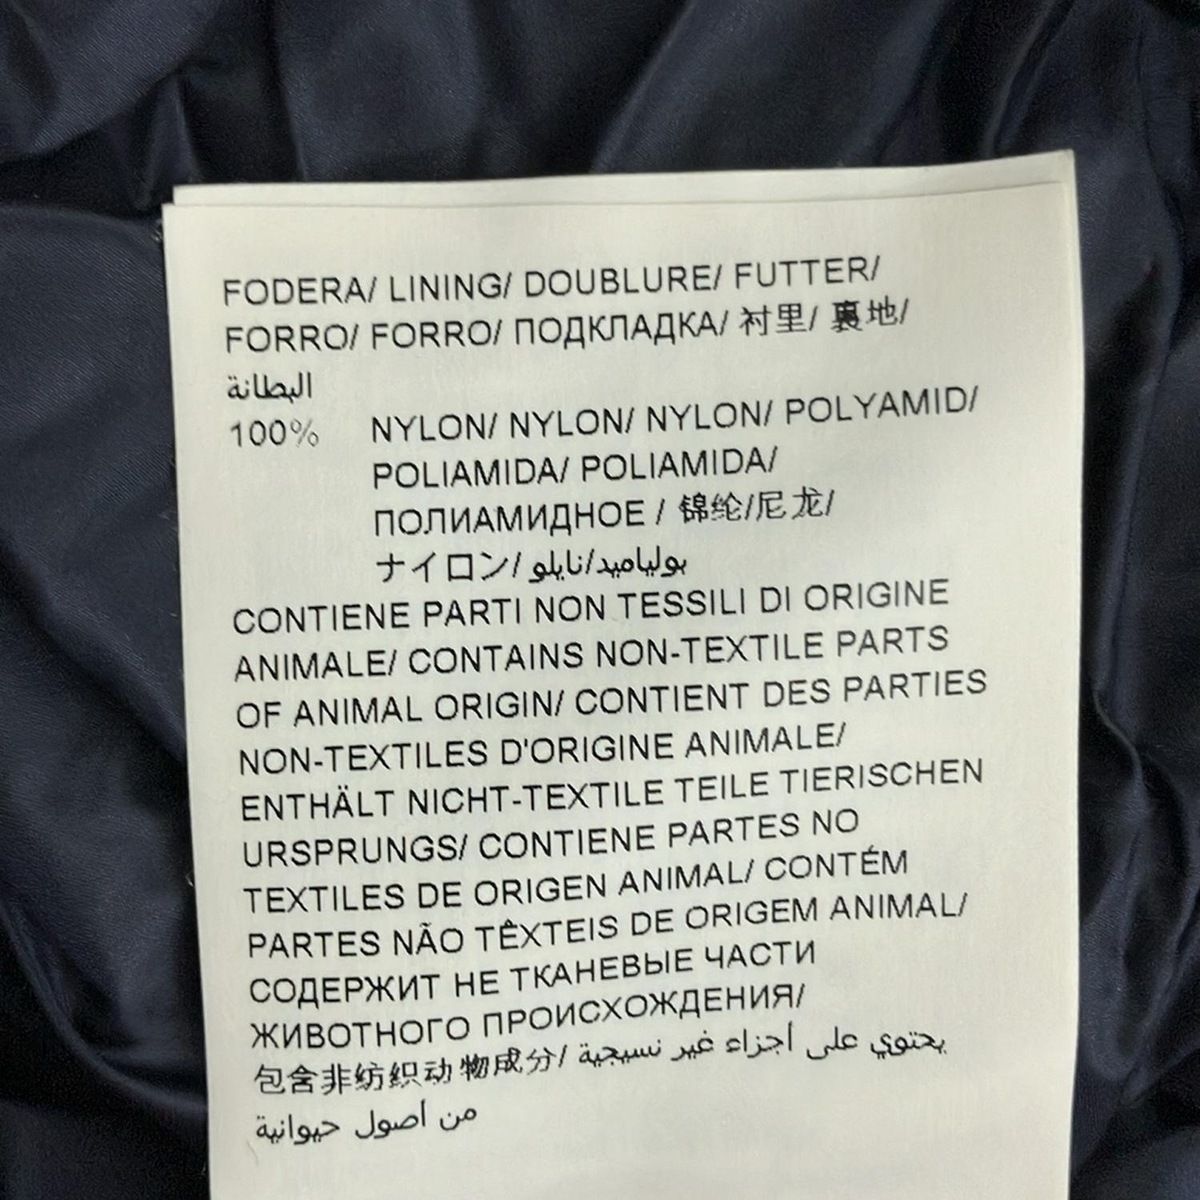 FODERA/ LINING/ DOUBLURE/ FUTTER/
FORRO/ FORRO/ ПОДКЛАДКА/ 衬里/ 裏地/
البطانة
100% NYLON/ NYLON/ NYLON/ POLYAMID/
POLIAMIDA/ POLIAMIDA/
ПОЛИАМИДНОЕ / 锦纶/尼龙/
ナイロン/ بولياميد/نايلو
CONTIENE PARTI NON TESSILI DI ORIGINE
ANIMALE/ CONTAINS NON-TEXTILE PARTS
OF ANIMAL ORIGIN/ CONTIENT DES PARTIES
NON-TEXTILES D'ORIGINE ANIMALE/
ENTHÄLT NICHT-TEXTILE TEILE TIERISCHEN
URSPRUNGS/ CONTIENE PARTES NO
TEXTILES DE ORIGEN ANIMAL/ CONTÉM
PARTES NÃO TÊXTEIS DE ORIGEM ANIMAL/
СОДЕРЖИТ НЕ ТКАНЕВЫЕ ЧАСТИ
ЖИВОТНОГО ПРОИСХОЖДЕНИЯ/
包含非纺织动物成分/ يحتوي على أجزاء غير نسيجية
من أصول حيوانية